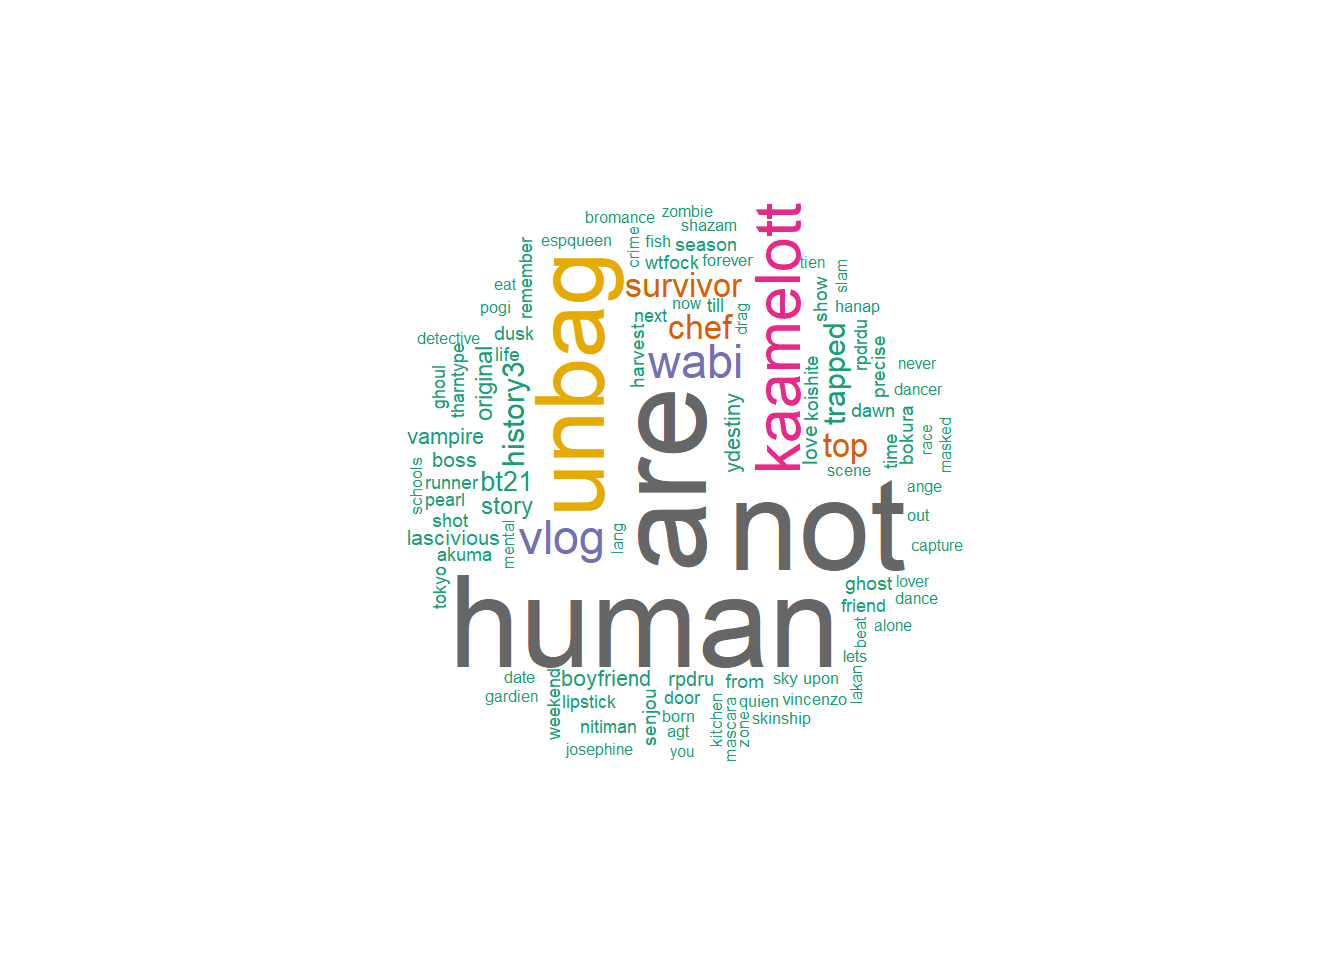 zombie
bromance
shazam
espqueen
crime
fish
season
kaamelott
remember
wtfock
forever
tien
slam
eat
unbag
survivor
show
hanap
pogi
now
till
drag
next
chef
detective
dusk
life
harvest
wabi
trapped
rpdrdu
precise
never
ghoul
tharntype
original
history3
are
koishite
love
dancer
dawn
bokura
race
masked
vampire
ydestiny
top
time
boss
scene
schools
runner
bt21
ange
pearl
story
not
out
shot
lascivious
mental
vlog
lang
capture
akuma
tokyo
human
ghost
lover
friend
dance
beat
alone
lets
date
boyfriend
rpdru
from
sky
upon
lakan
gardien
weekend
lipstick
door
quien
vincenzo
senjou
born
kitchen
mascara
zone
skinship
nitiman
agt
josephine
you